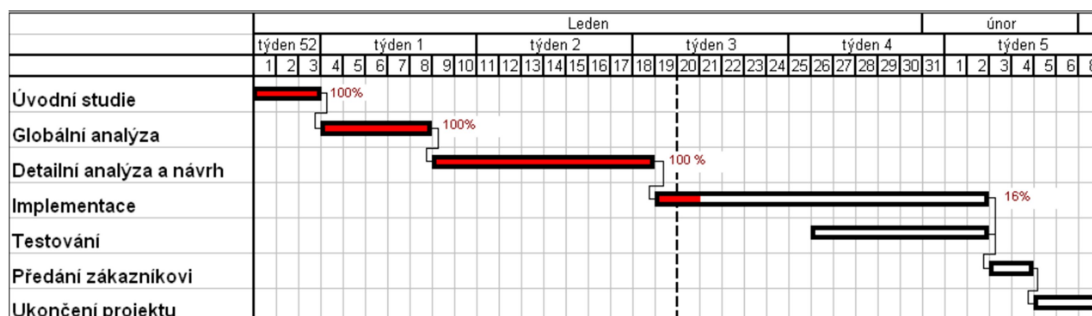 Leden únor
týden 52 týden 1 týden 2 týden 3 týden 4 týden 5
1 2 3 4 5 6 7 8 9 10 11 12 13 14 15 16 17 18 19 20 21 22 23 24 25 26 27 28 29 30 31 1 2 3 4 5 6 7 8
Úvodní studie 100%
Globální analýza 100%
Detailní analýza a návrh 100 %
Implementace 16%
Testování
Předání zákazníkovi
Ukončení projektu